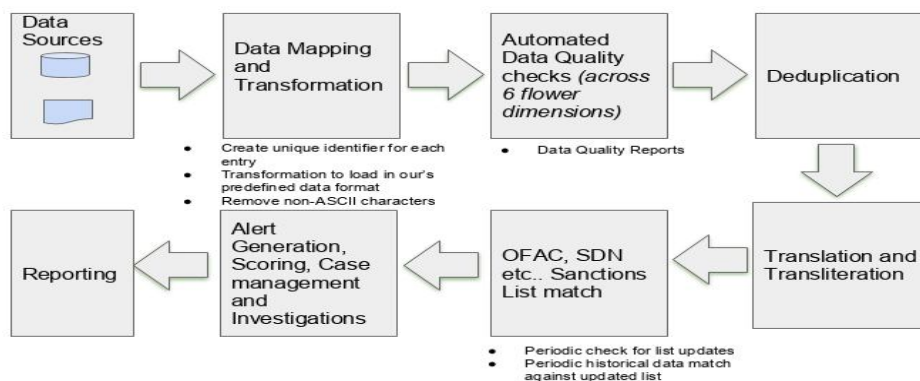 Data
Sources
Data Mapping
and
Transformation
• Create unique identifier for each
entry
• Transformation to load in our's
predefined data format
• Remove non-ASCII characters
Automated
Data Quality
checks (across
6 flower
dimensions)
• Data Quality Reports
Deduplication
Translation and
Transliteration
OFAC, SDN
etc.. Sanctions
List match
• Periodic check for list updates
• Periodic historical data match
against updated list
Alert
Generation,
Scoring, Case
management
and
Investigations
Reporting